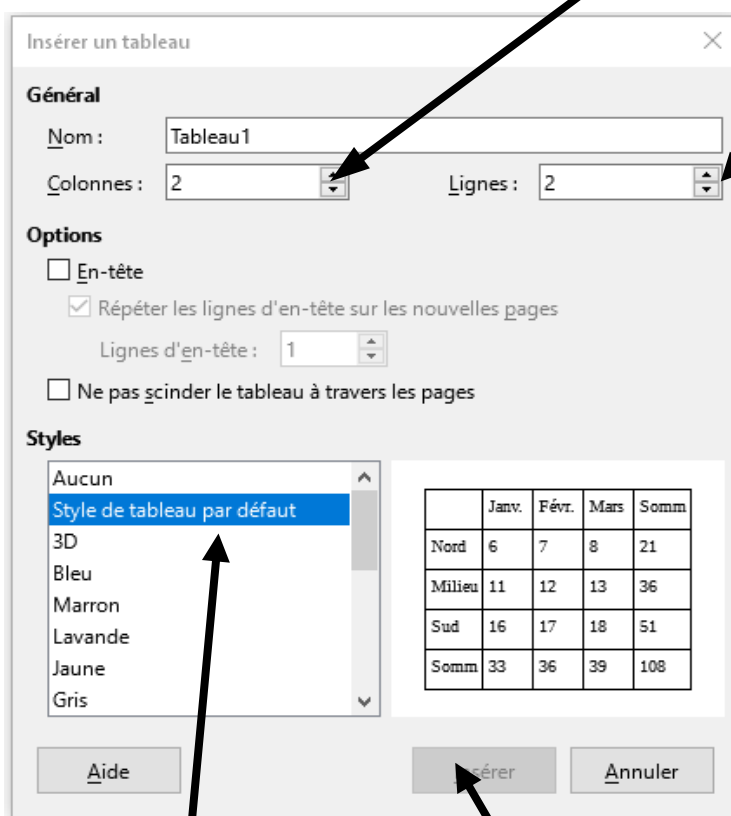 Insérer un tableau
Général
Nom : Tableau1
Colonnes : 2 Lignes : 2
Options
En-tête
Répéter les lignes d'en-tête sur les nouvelles pages
Lignes d'en-tête : 1
Ne pas scinder le tableau à travers les pages
Styles
Aucun
Style de tableau par défaut
3D
Bleu
Marron
Lavande
Jaune
Gris
Janv. Févr. Mars Somm
Nord 6 7 8 21
Milieu 11 12 13 36
Sud 16 17 18 51
Somm 33 36 39 108
Aide Insérer Annuler